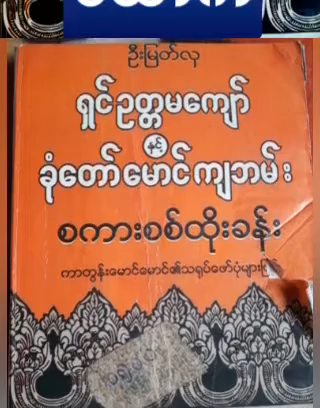 ဦးမြတ်လှ
ရှင်ဥတ္တမကျော်
နှင့်
ခုံတော်မောင်ကျဘမ်း
စကားစစ်ထိုးခန်း
ကာတွန်းမောင်မောင်၏သရုပ်ဖော်ပုံများဖြင့်